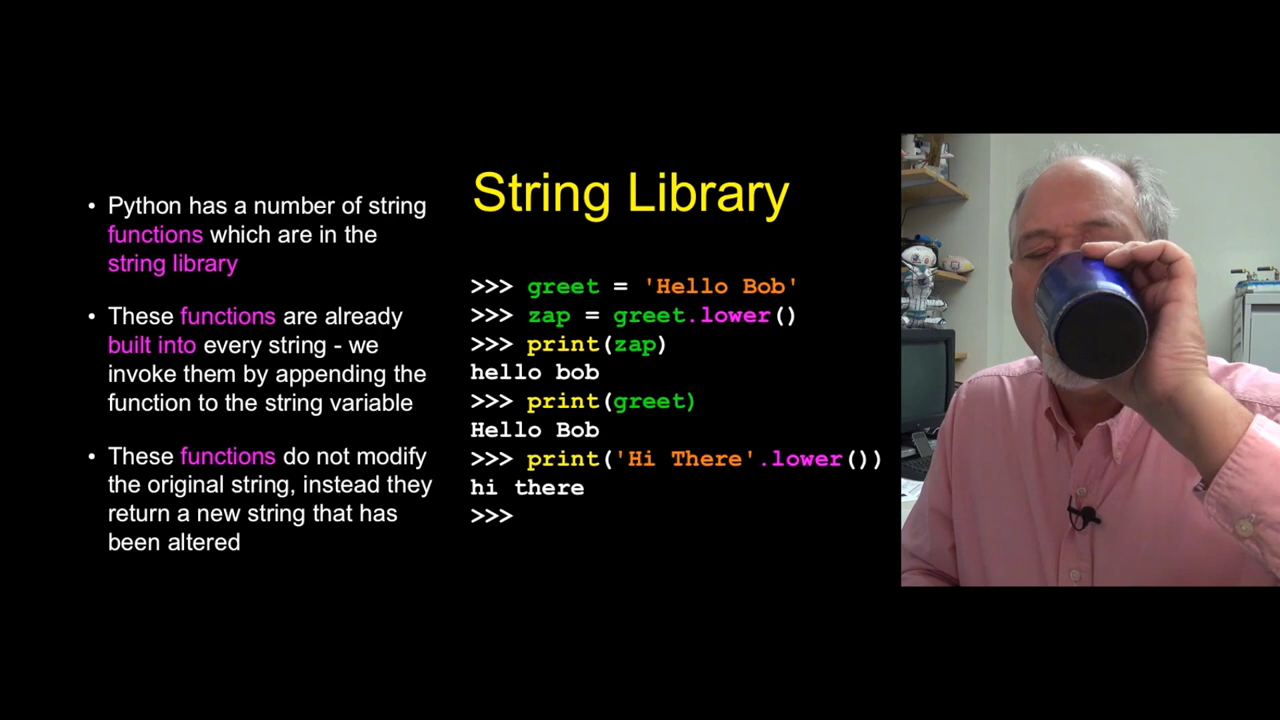 String Library
• Python has a number of string
functions which are in the
string library
• These functions are already
built into every string - we
invoke them by appending the
function to the string variable
• These functions do not modify
the original string, instead they
return a new string that has
been altered
>>> greet = 'Hello Bob'
>>> zap = greet.lower()
>>> print(zap)
hello bob
>>> print(greet)
Hello Bob
>>> print('Hi There'.lower())
hi there
>>>